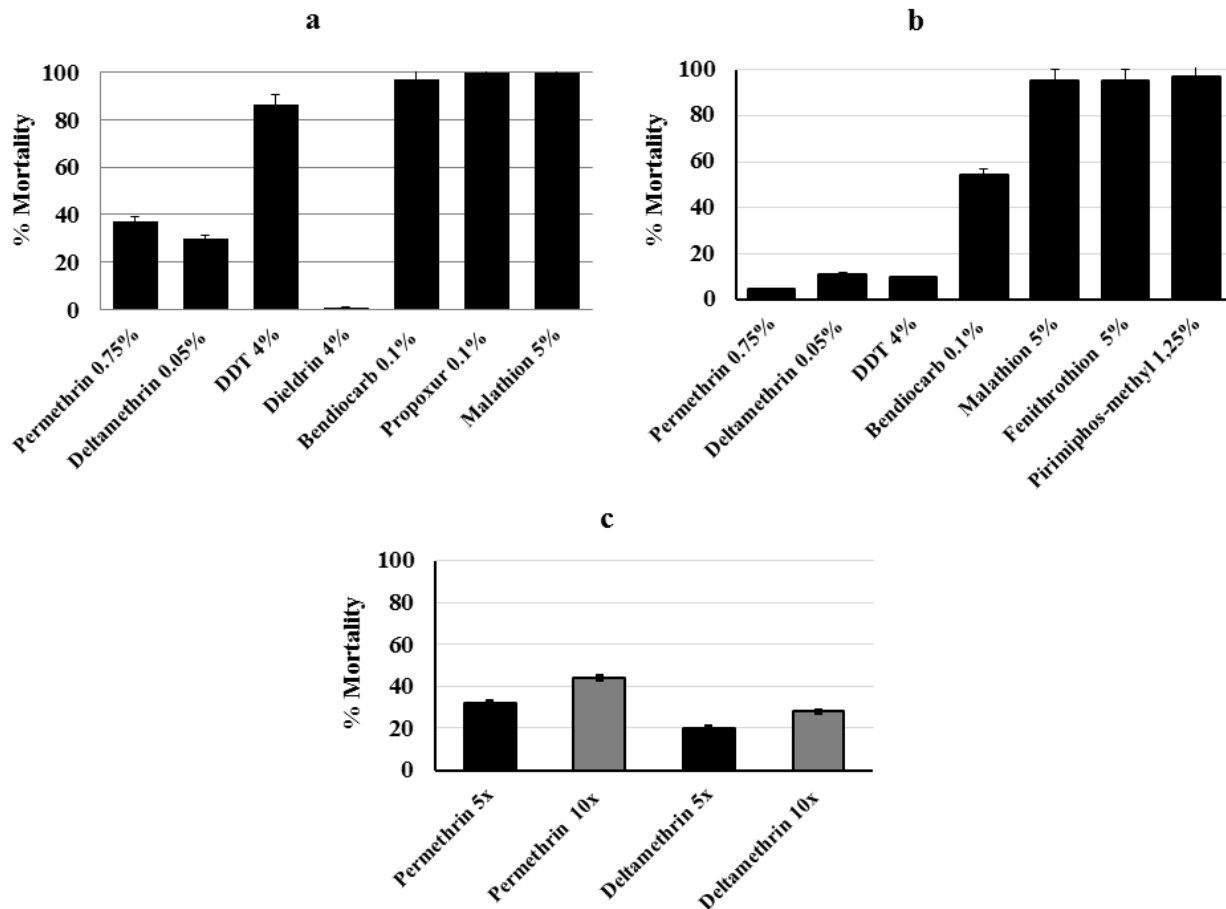 a
% Mortality
100
80
60
40
20
0
Permethrin 0.75%
Deltamethrin 0.05%
DDT 4%
Dieldrin 4%
Bendiocarb 0.1%
Propoxur 0.1%
Malathion 5%
b
% Mortality
100
80
60
40
20
0
Permethrin 0.75%
Deltamethrin 0.05%
DDT 4%
Bendiocarb 0.1%
Malathion 5%
Fenithrothion 5%
Pirimiphos-methyl 1,25%
c
% Mortality
100
80
60
40
20
0
Permethrin 5x
Permethrin 10x
Deltamethrin 5x
Deltamethrin 10x